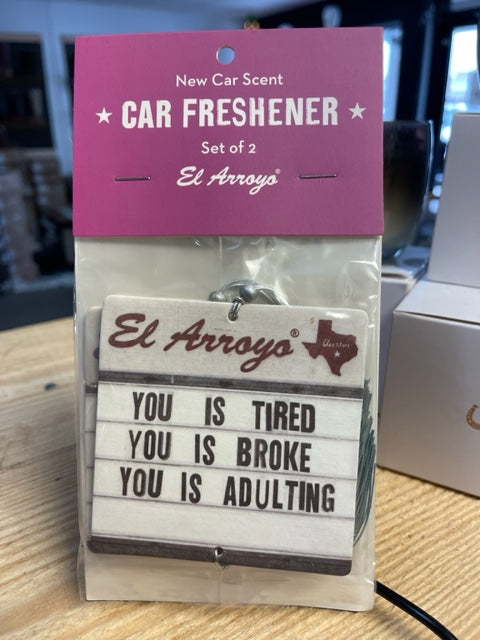 New Car Scent
★ CAR FRESHENER ★
Set of 2
El Arroyo®
El Arroyo®
Austin
YOU IS TIRED
YOU IS BROKE
YOU IS ADULTING